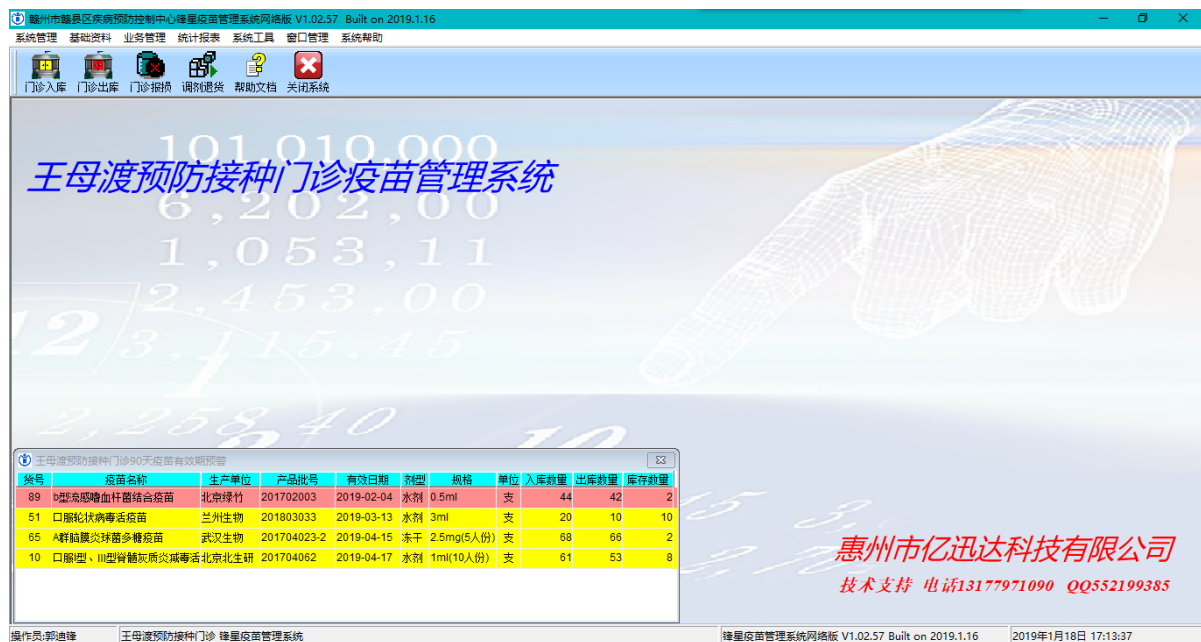 赣州市赣县区疾病预防控制中心锋星疫苗管理系统网络版 V1.02.57 Built on 2019.1.16
系统管理 基础资料 业务管理 统计报表 系统工具 窗口管理 系统帮助
门诊入库 门诊出库 门诊报损 调剂退货 帮助文档 关闭系统
101,010,000
王母渡预防接种门诊疫苗管理系统
6,202,00
1,053,11
2,453,00
12
3,115,45
2,258,40
王母渡预防接种门诊90天疫苗有效期预警
货号 疫苗名称 生产单位 产品批号 有效日期 剂型 规格 单位 入库数量 出库数量 库存数量
89 b型流感嗜血杆菌结合疫苗 北京绿竹 201702003 2019-02-04 水剂 0.5ml 支 44 42 2
51 口服轮状病毒活疫苗 兰州生物 201803033 2019-03-13 水剂 3ml 支 20 10 10
65 A群脑膜炎球菌多糖疫苗 武汉生物 201704023-2 2019-04-15 冻干 2.5mg(5人份) 支 68 66 2
10 口服I型、III型脊髓灰质炎减毒活 北京北生研 201704062 2019-04-17 水剂 1ml(10人份) 支 61 53 8
惠州市亿迅达科技有限公司
技术支持 电话13177971090 QQ552199385
操作员:郭迪锋 王母渡预防接种门诊 锋星疫苗管理系统 锋星疫苗管理系统网络版 V1.02.57 Built on 2019.1.16 2019年1月18日 17:13:37